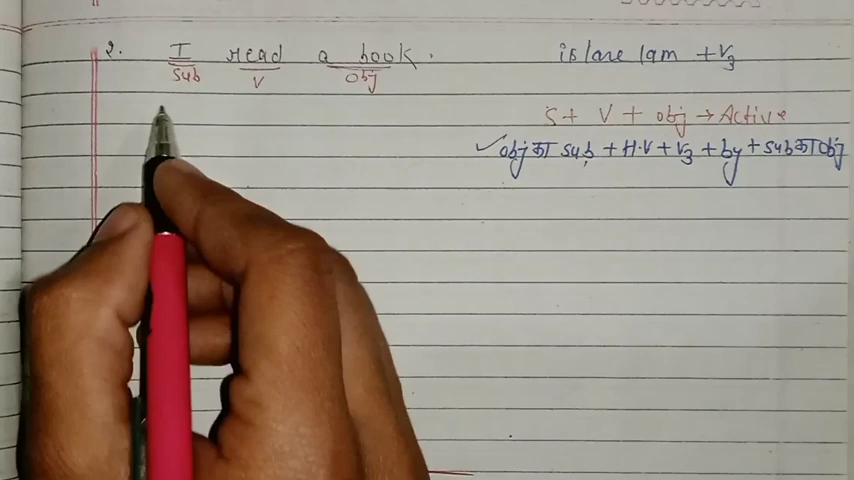 2. I read a book.
Sub V Obj
is/are/am + V3
S + V + obj → Active
✓ obj का sub + H.V + V3 + by + sub का obj